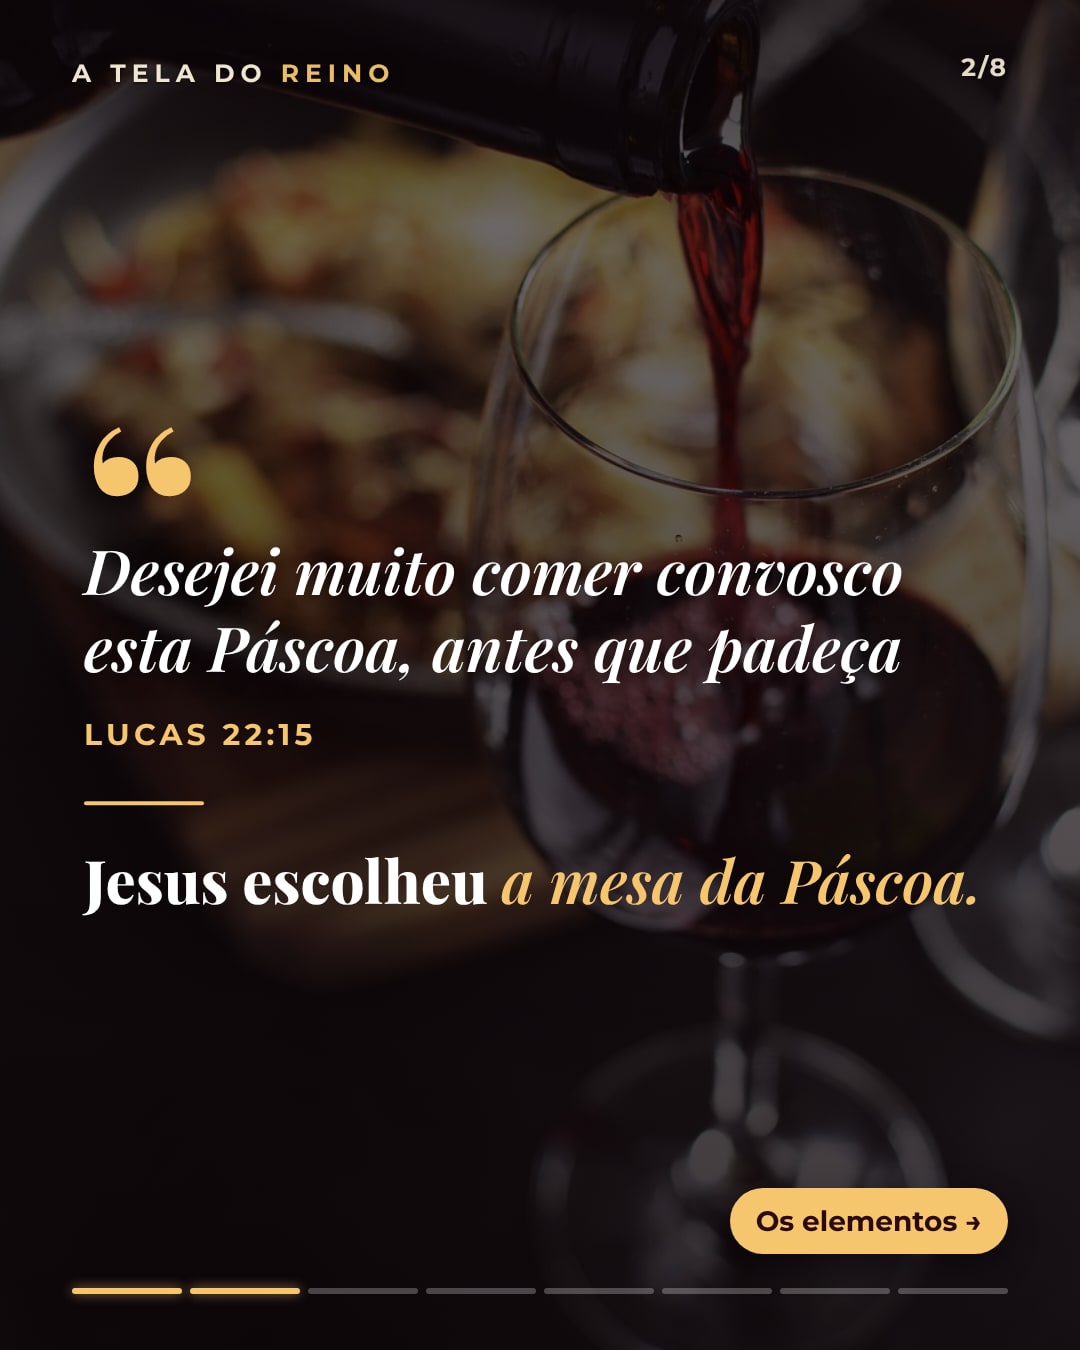 A TELA DO REINO
2/8
“
Desejei muito comer convosco
esta Páscoa, antes que padeça
LUCAS 22:15
Jesus escolheu a mesa da Páscoa.
Os elementos →